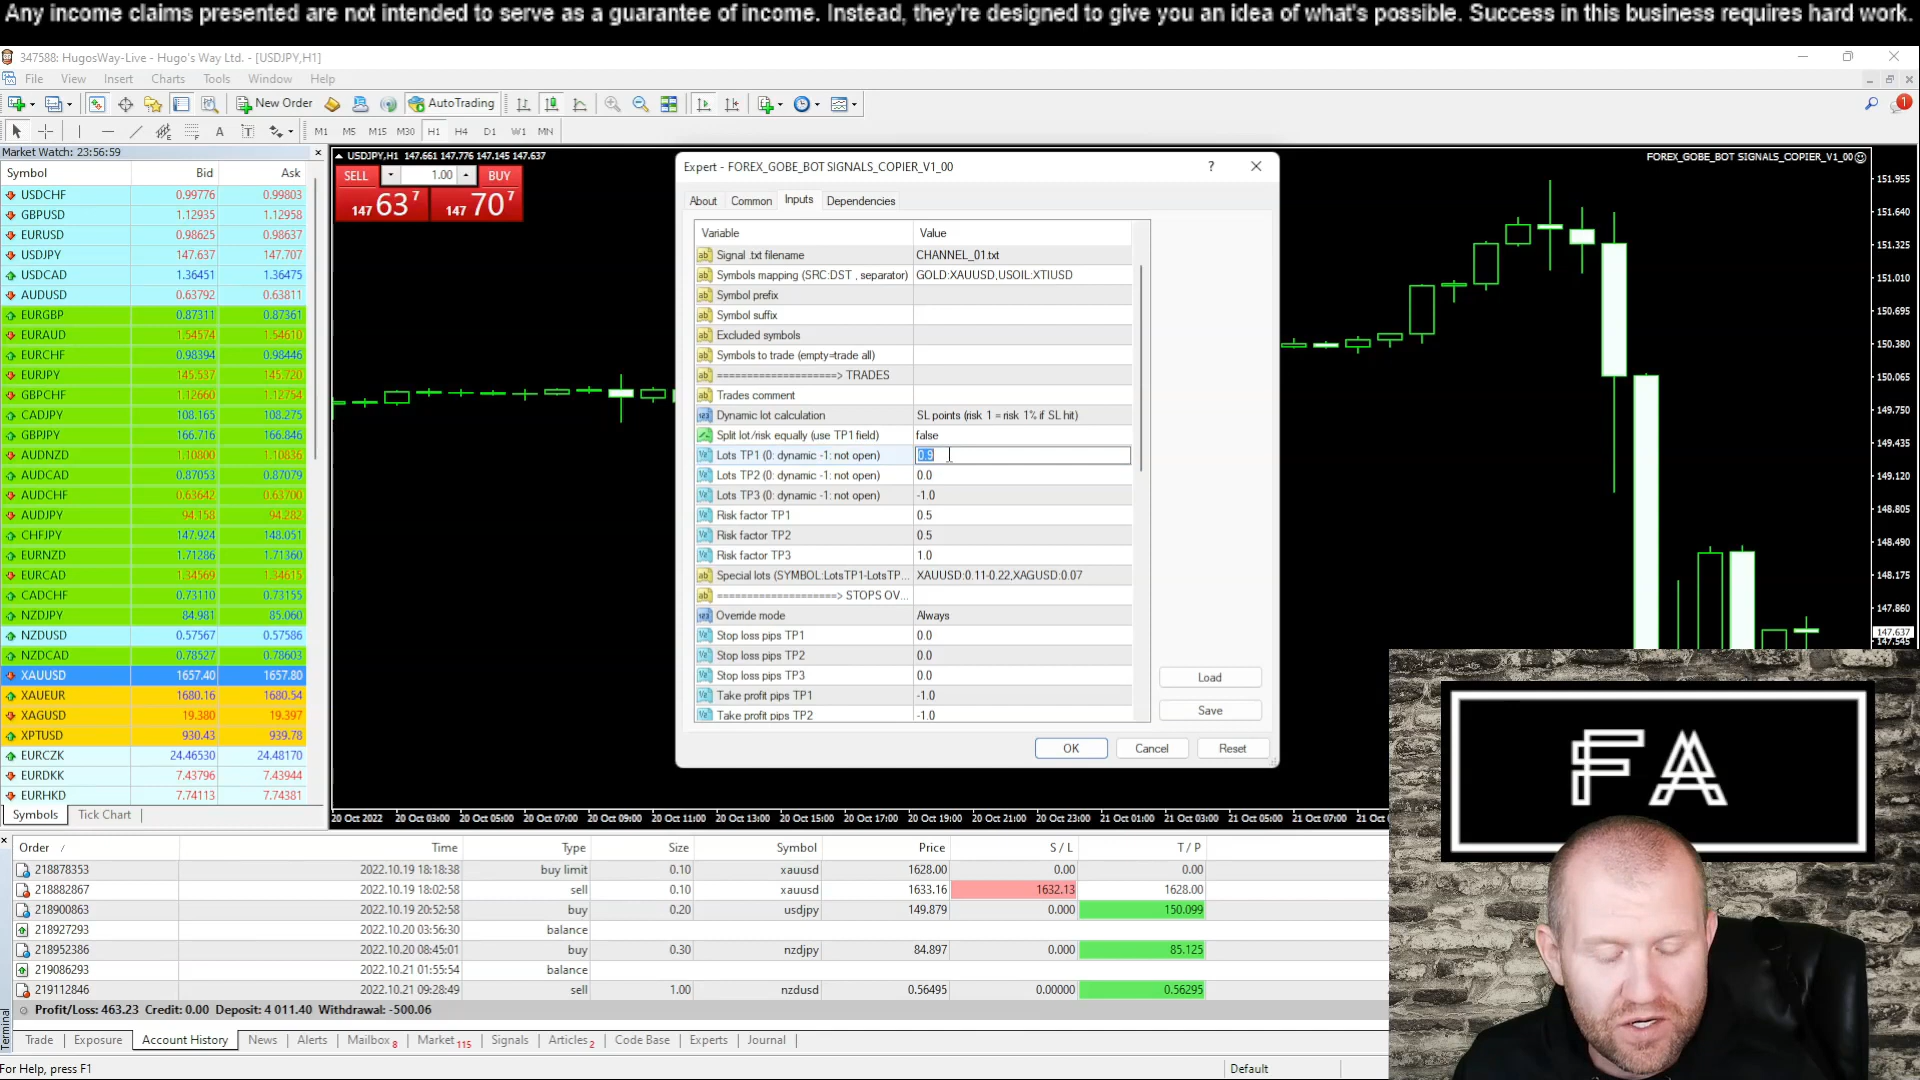 Any income claims presented are not intended to serve as a guarantee of income. Instead, they're designed to give you an idea of what's possible. Success in this business requires hard work.
347588: HugosWay-Live - Hugo's Way Ltd. - [USDJPY,H1]
File View Insert Charts Tools Window Help
New Order AutoTrading 1
A T M1 M5 M15 M30 H1 H4 D1 W1 MN
Market Watch: 23:56:59
Symbol Bid Ask
USDCHF 0.99776 0.99803
GBPUSD 1.12935 1.12958
EURUSD 0.98625 0.98637
USDJPY 147.637 147.707
USDCAD 1.36451 1.36475
AUDUSD 0.63792 0.63811
EURGBP 0.87311 0.87361
EURAUD 1.54574 1.54610
EURCHF 0.98394 0.98446
EURJPY 145.537 145.720
GBPCHF 1.12660 1.12754
CADJPY 108.165 108.275
GBPJPY 166.716 166.846
AUDNZD 1.10800 1.10836
AUDCAD 0.87053 0.87079
AUDCHF 0.63642 0.63700
AUDJPY 94.158 94.282
CHFJPY 147.924 148.051
EURNZD 1.71286 1.71360
EURCAD 1.34569 1.34615
CADCHF 0.73110 0.73155
NZDJPY 84.981 85.060
NZDUSD 0.57567 0.57586
NZDCAD 0.78527 0.78603
XAUUSD 1657.40 1657.80
XAUEUR 1680.16 1680.54
XAGUSD 19.380 19.397
XPTUSD 930.43 939.78
EURCZK 24.46530 24.48170
EURDKK 7.43796 7.43944
EURHKD 7.74113 7.74381
Symbols Tick Chart
USDJPY,H1 147.661 147.776 147.145 147.637
SELL 1.00 BUY
147 63 7 147 70 7
FOREX_GOBE_BOT SIGNALS_COPIER_V1_00
Expert - FOREX_GOBE_BOT SIGNALS_COPIER_V1_00 ?
About Common Inputs Dependencies
Variable Value
Signal .txt filename CHANNEL_01.txt
Symbols mapping (SRC:DST , separator) GOLD:XAUUSD,USOIL:XTIUSD
Symbol prefix
Symbol suffix
Excluded symbols
Symbols to trade (empty=trade all)
====================> TRADES
Trades comment
Dynamic lot calculation SL points (risk 1 = risk 1% if SL hit)
Split lot/risk equally (use TP1 field) false
Lots TP1 (0: dynamic -1: not open) 0.9
Lots TP2 (0: dynamic -1: not open) 0.0
Lots TP3 (0: dynamic -1: not open) -1.0
Risk factor TP1 0.5
Risk factor TP2 0.5
Risk factor TP3 1.0
Special lots (SYMBOL:LotsTP1-LotsTP... XAUUSD:0.11-0.22,XAGUSD:0.07
====================> STOPS OV...
Override mode Always
Stop loss pips TP1 0.0
Stop loss pips TP2 0.0
Stop loss pips TP3 0.0
Take profit pips TP1 -1.0
Take profit pips TP2 -1.0
Load
Save
OK Cancel Reset
151.955
151.640
151.325
151.010
150.695
150.380
150.065
149.750
149.435
149.120
148.805
148.490
148.175
147.860
147.637
147.545
20 Oct 2022 20 Oct 03:00 20 Oct 05:00 20 Oct 07:00 20 Oct 09:00 20 Oct 11:00 20 Oct 13:00 20 Oct 15:00 20 Oct 17:00 20 Oct 19:00 20 Oct 21:00 20 Oct 23:00 21 Oct 01:00 21 Oct 03:00 21 Oct 05:00 21 Oct 07:00 21 Oct
Order Time Type Size Symbol Price S / L T / P
218878353 2022.10.19 18:18:38 buy limit 0.10 xauusd 1628.00 0.00 0.00
218882867 2022.10.19 18:02:58 sell 0.10 xauusd 1633.16 1632.13 1628.00
218900863 2022.10.19 20:52:58 buy 0.20 usdjpy 149.879 0.000 150.099
218927293 2022.10.20 03:56:30 balance
218952386 2022.10.20 08:45:01 buy 0.30 nzdjpy 84.897 0.000 85.125
219086293 2022.10.21 01:55:54 balance
219112846 2022.10.21 09:28:49 sell 1.00 nzdusd 0.56495 0.00000 0.56295
Profit/Loss: 463.23 Credit: 0.00 Deposit: 4 011.40 Withdrawal: -500.06
Terminal
Trade Exposure Account History News Alerts Mailbox 8 Market 115 Signals Articles 2 Code Base Experts Journal
For Help, press F1 Default
FA